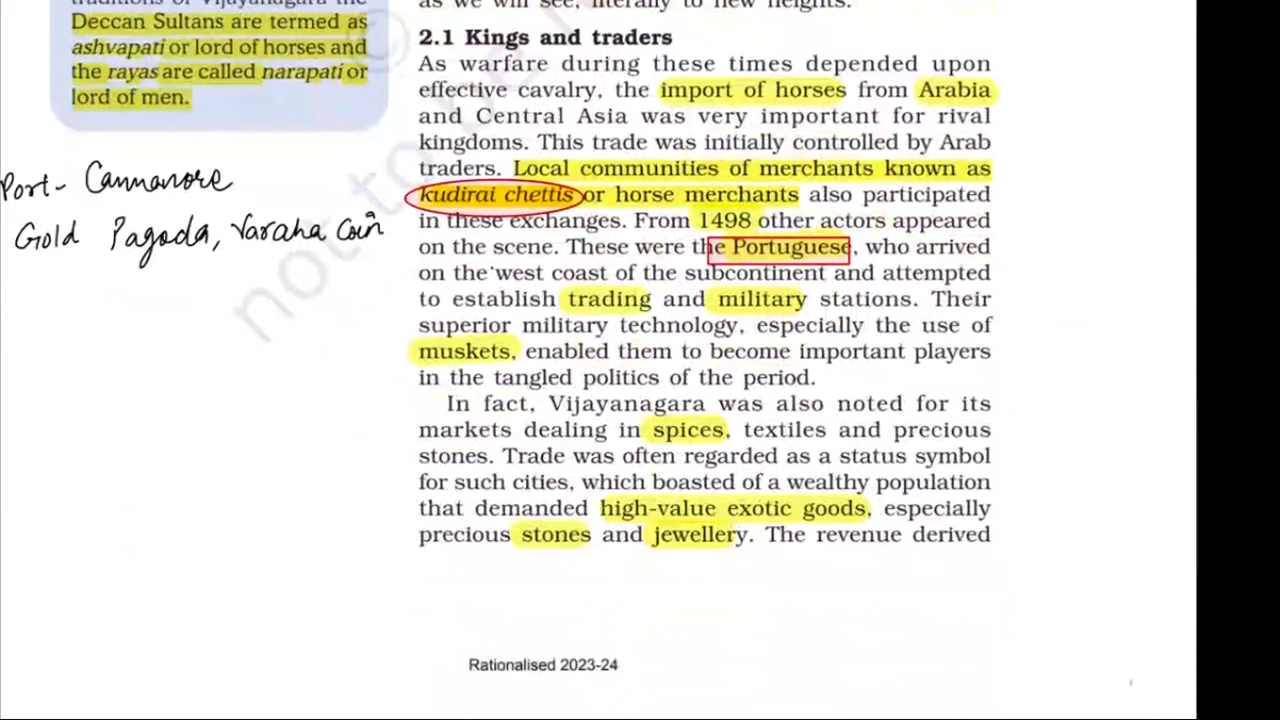 Deccan Sultans are termed as
ashvapati or lord of horses and
the rayas are called narapati or
lord of men.
Port- Cannanore
Gold Pagoda, Varaha Coin
as we will see, literally to new heights.
2.1 Kings and traders
As warfare during these times depended upon
effective cavalry, the import of horses from Arabia
and Central Asia was very important for rival
kingdoms. This trade was initially controlled by Arab
traders. Local communities of merchants known as
kudirai chettis or horse merchants also participated
in these exchanges. From 1498 other actors appeared
on the scene. These were the Portuguese, who arrived
on the west coast of the subcontinent and attempted
to establish trading and military stations. Their
superior military technology, especially the use of
muskets, enabled them to become important players
in the tangled politics of the period.
In fact, Vijayanagara was also noted for its
markets dealing in spices, textiles and precious
stones. Trade was often regarded as a status symbol
for such cities, which boasted of a wealthy population
that demanded high-value exotic goods, especially
precious stones and jewellery. The revenue derived
Rationalised 2023-24
not to be
©